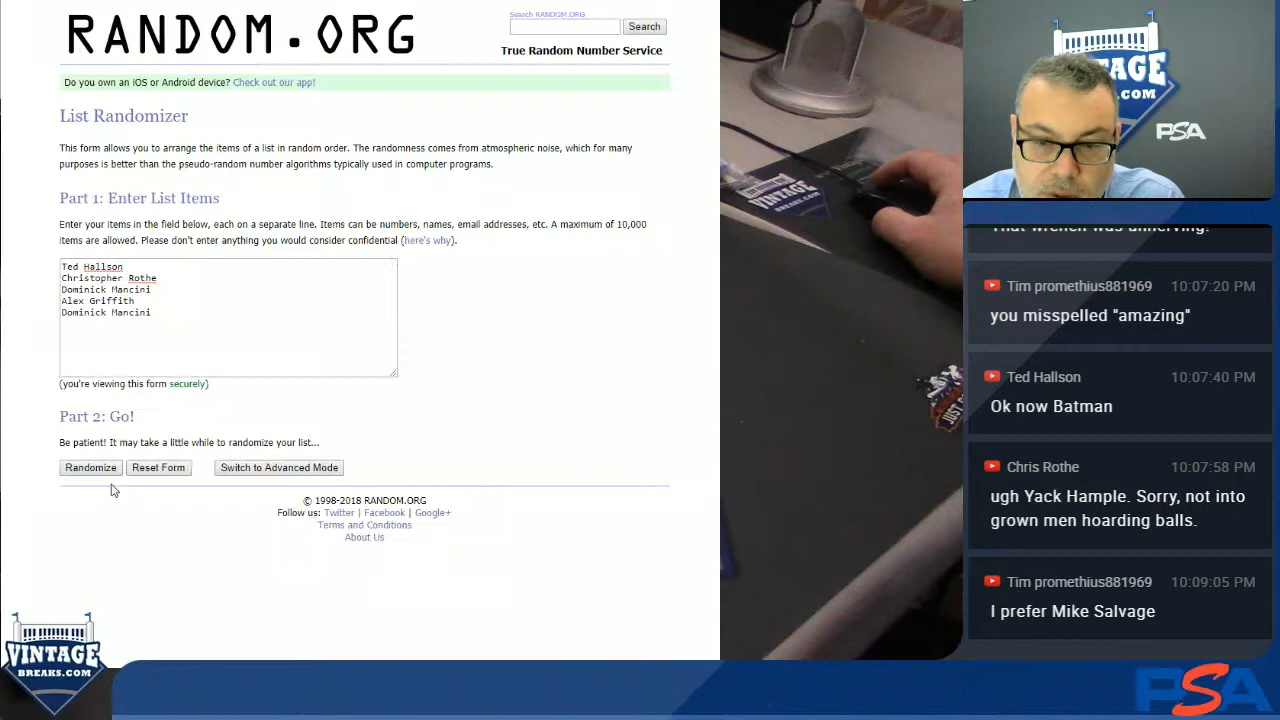 RANDOM.ORG
Search RANDOM.ORG
Search
True Random Number Service
Do you own an iOS or Android device? Check out our app!
List Randomizer
This form allows you to arrange the items of a list in random order. The randomness comes from atmospheric noise, which for many
purposes is better than the pseudo-random number algorithms typically used in computer programs.
Part 1: Enter List Items
Enter your items in the field below, each on a separate line. Items can be numbers, names, email addresses, etc. A maximum of 10,000
items are allowed. Please don't enter anything you would consider confidential (here's why).
Ted Hallson
Christopher Rothe
Dominick Mancini
Alex Griffith
Dominick Mancini
(you're viewing this form securely)
Part 2: Go!
Be patient! It may take a little while to randomize your list...
Randomize
Reset Form
Switch to Advanced Mode
© 1998-2018 RANDOM.ORG
Follow us: Twitter | Facebook | Google+
Terms and Conditions
About Us
VINTAGE
BREAKS.COM
VINTAGE
BREAKS.COM
JUST
VINTAGE
.COM
PSA
That wrench was unnerving!
Tim promethius881969 10:07:20 PM
you misspelled "amazing"
Ted Hallson 10:07:40 PM
Ok now Batman
Chris Rothe 10:07:58 PM
ugh Yack Hample. Sorry, not into
grown men hoarding balls.
Tim promethius881969 10:09:05 PM
I prefer Mike Salvage
PSA